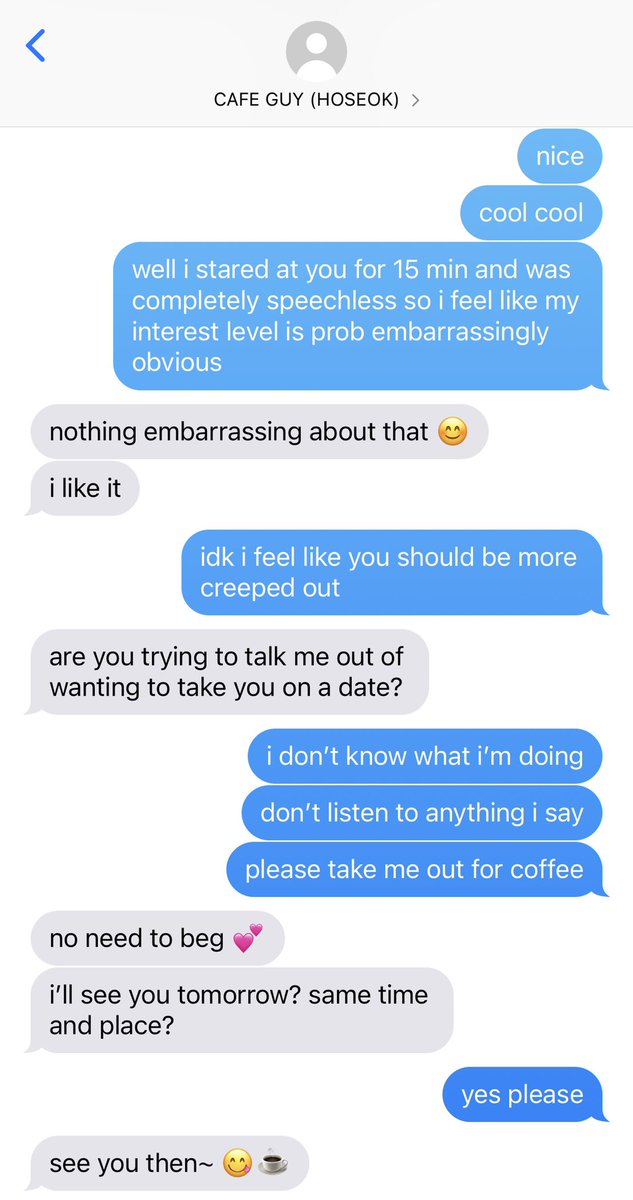 CAFE GUY (HOSEOK)
nice
cool cool
well i stared at you for 15 min and was
completely speechless so i feel like my
interest level is prob embarrassingly
obvious
nothing embarrassing about that 😊
i like it
idk i feel like you should be more
creeped out
are you trying to talk me out of
wanting to take you on a date?
i don’t know what i’m doing
don’t listen to anything i say
please take me out for coffee
no need to beg 💕
i’ll see you tomorrow? same time
and place?
yes please
see you then~ 😋☕